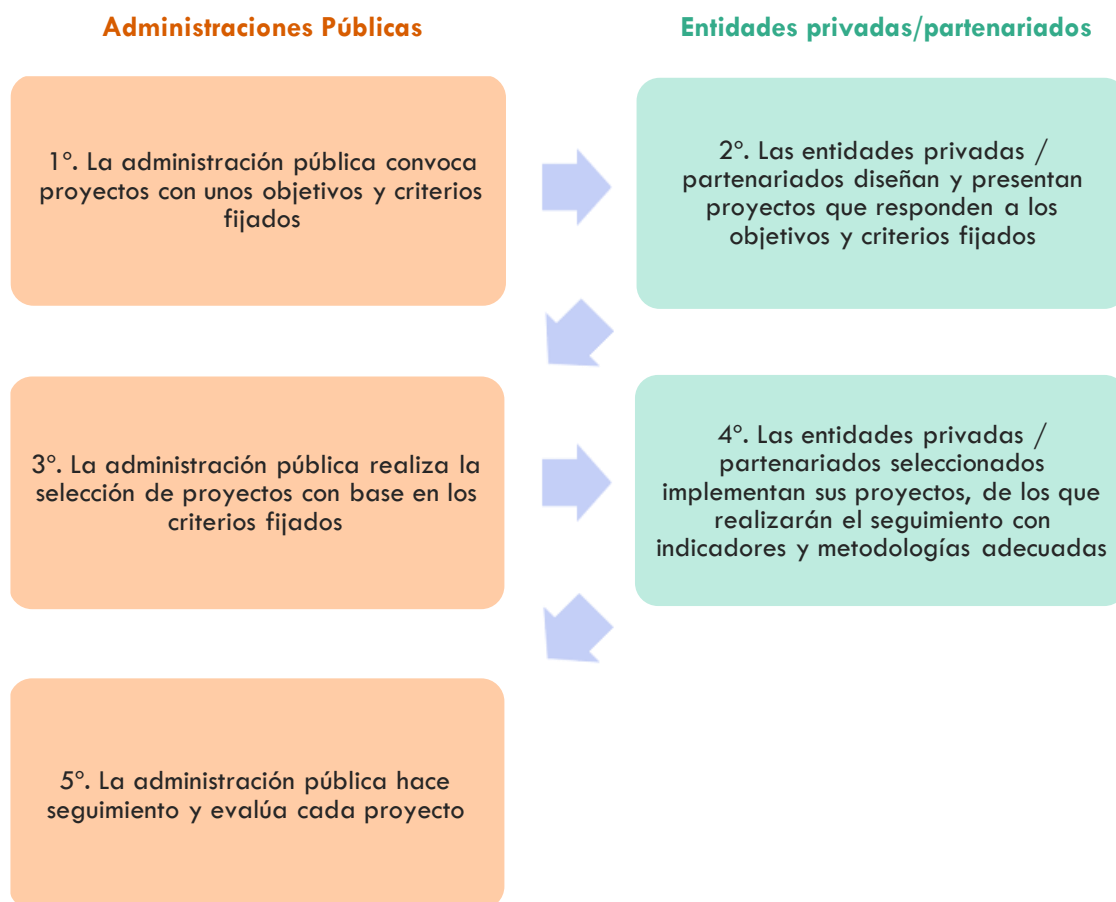 Administraciones Públicas
Entidades privadas/partenariados
1º. La administración pública convoca
proyectos con unos objetivos y criterios
fijados
2º. Las entidades privadas /
partenariados diseñan y presentan
proyectos que responden a los
objetivos y criterios fijados
3º. La administración pública realiza la
selección de proyectos con base en los
criterios fijados
4º. Las entidades privadas /
partenariados seleccionados
implementan sus proyectos, de los que
realizarán el seguimiento con
indicadores y metodologías adecuadas
5º. La administración pública hace
seguimiento y evalúa cada proyecto